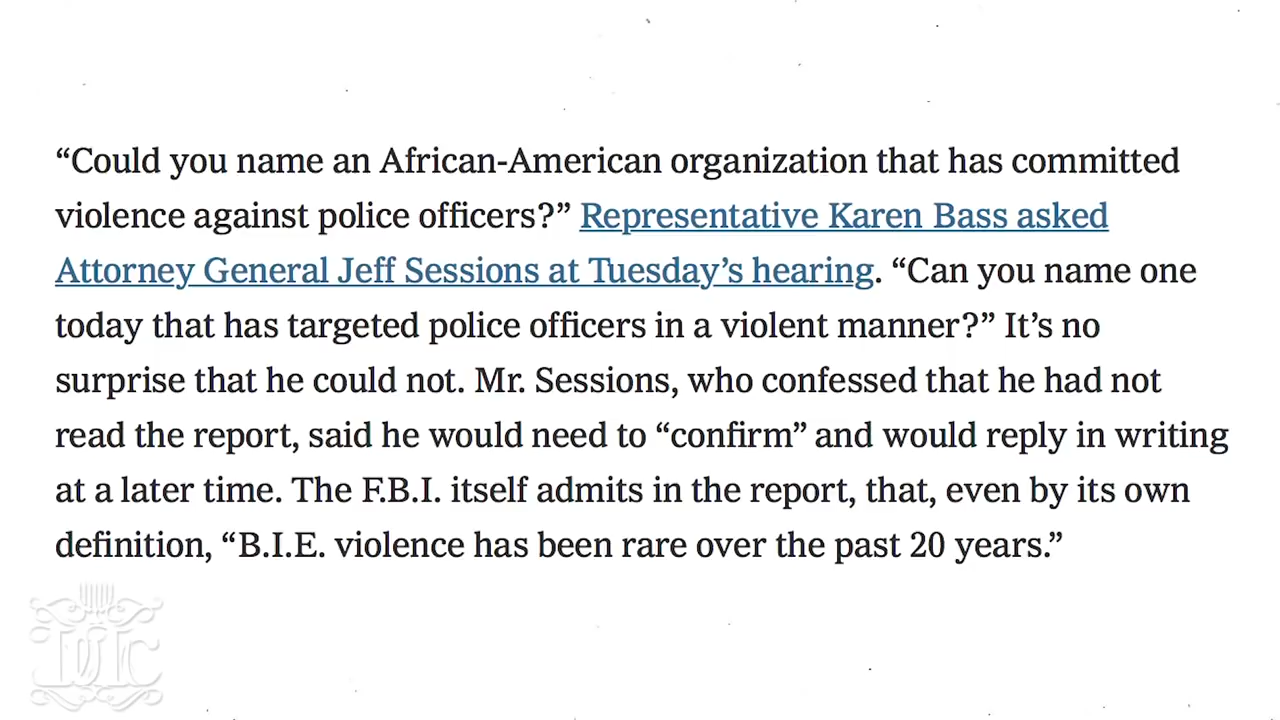 “Could you name an African-American organization that has committed
violence against police officers?” Representative Karen Bass asked
Attorney General Jeff Sessions at Tuesday’s hearing. “Can you name one
today that has targeted police officers in a violent manner?” It’s no
surprise that he could not. Mr. Sessions, who confessed that he had not
read the report, said he would need to “confirm” and would reply in writing
at a later time. The F.B.I. itself admits in the report, that, even by its own
definition, “B.I.E. violence has been rare over the past 20 years.”
IUIC